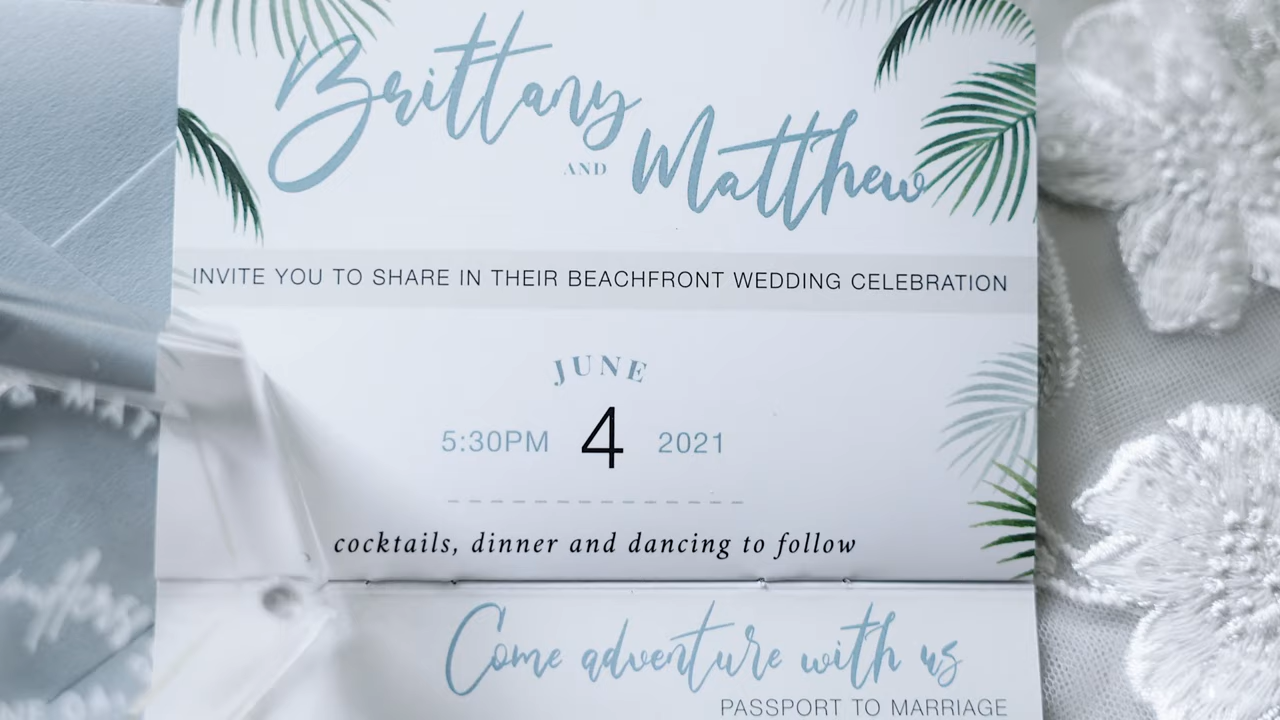 Brittany
AND
Matthew
INVITE YOU TO SHARE IN THEIR BEACHFRONT WEDDING CELEBRATION
JUNE
5:30PM 4 2021
cocktails, dinner and dancing to follow
Come adventure with us
PASSPORT TO MARRIAGE